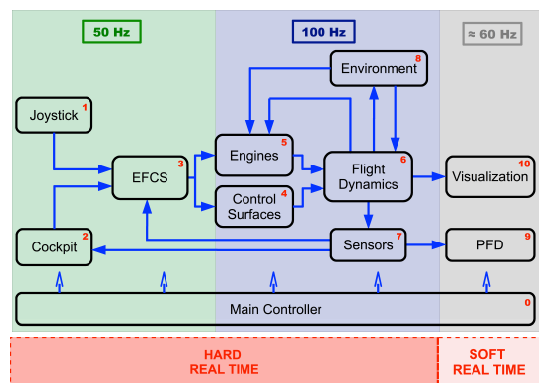 50 Hz
100 Hz
≈ 60 Hz
Environment 8
Joystick 1
Engines 5
EFCS 3
Flight 6
Dynamics
Visualization 10
Control 4
Surfaces
Cockpit 2
Sensors 7
PFD 9
Main Controller 0
HARD
REAL TIME
SOFT
REAL TIME